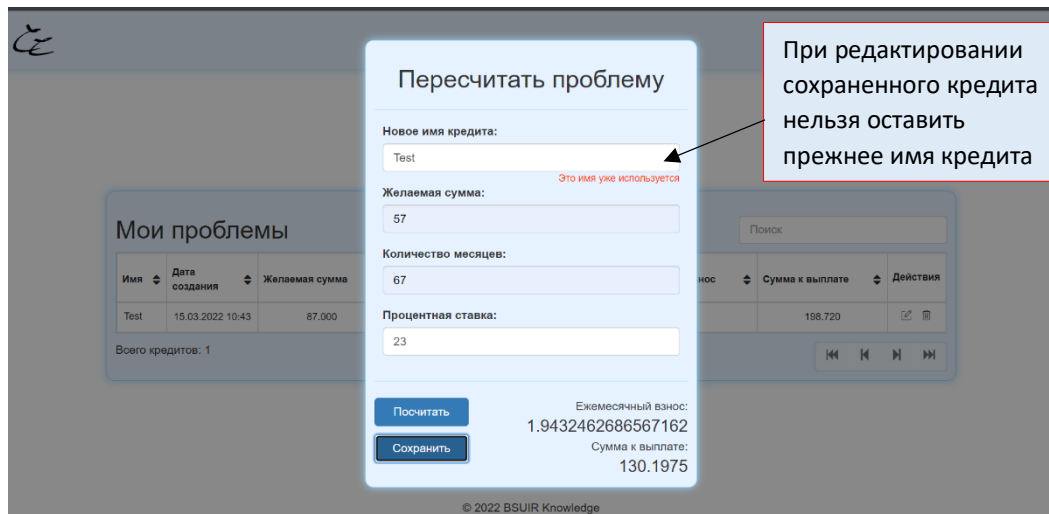 При редактировании
сохраненного кредита
нельзя оставить
прежнее имя кредита
Пересчитать проблему
Новое имя кредита:
Test
Это имя уже используется
Желаемая сумма:
57
Количество месяцев:
67
Процентная ставка:
23
Посчитать
Сохранить
Ежемесячный взнос:
1.9432462686567162
Сумма к выплате:
130.1975
Мои проблемы
Поиск
Имя Дата создания Желаемая сумма нос Сумма к выплате Действия
Test 15.03.2022 10:43 87.000 198.720
Всего кредитов: 1
© 2022 BSUIR Knowledge